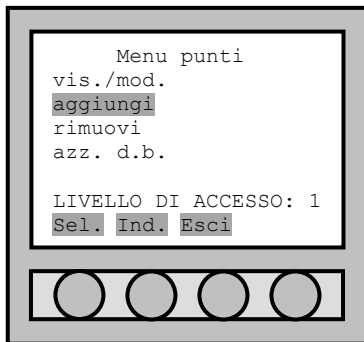 Menu punti
vis./mod.
aggiungi
rimuovi
azz. d.b.
LIVELLO DI ACCESSO: 1
Sel. Ind. Esci